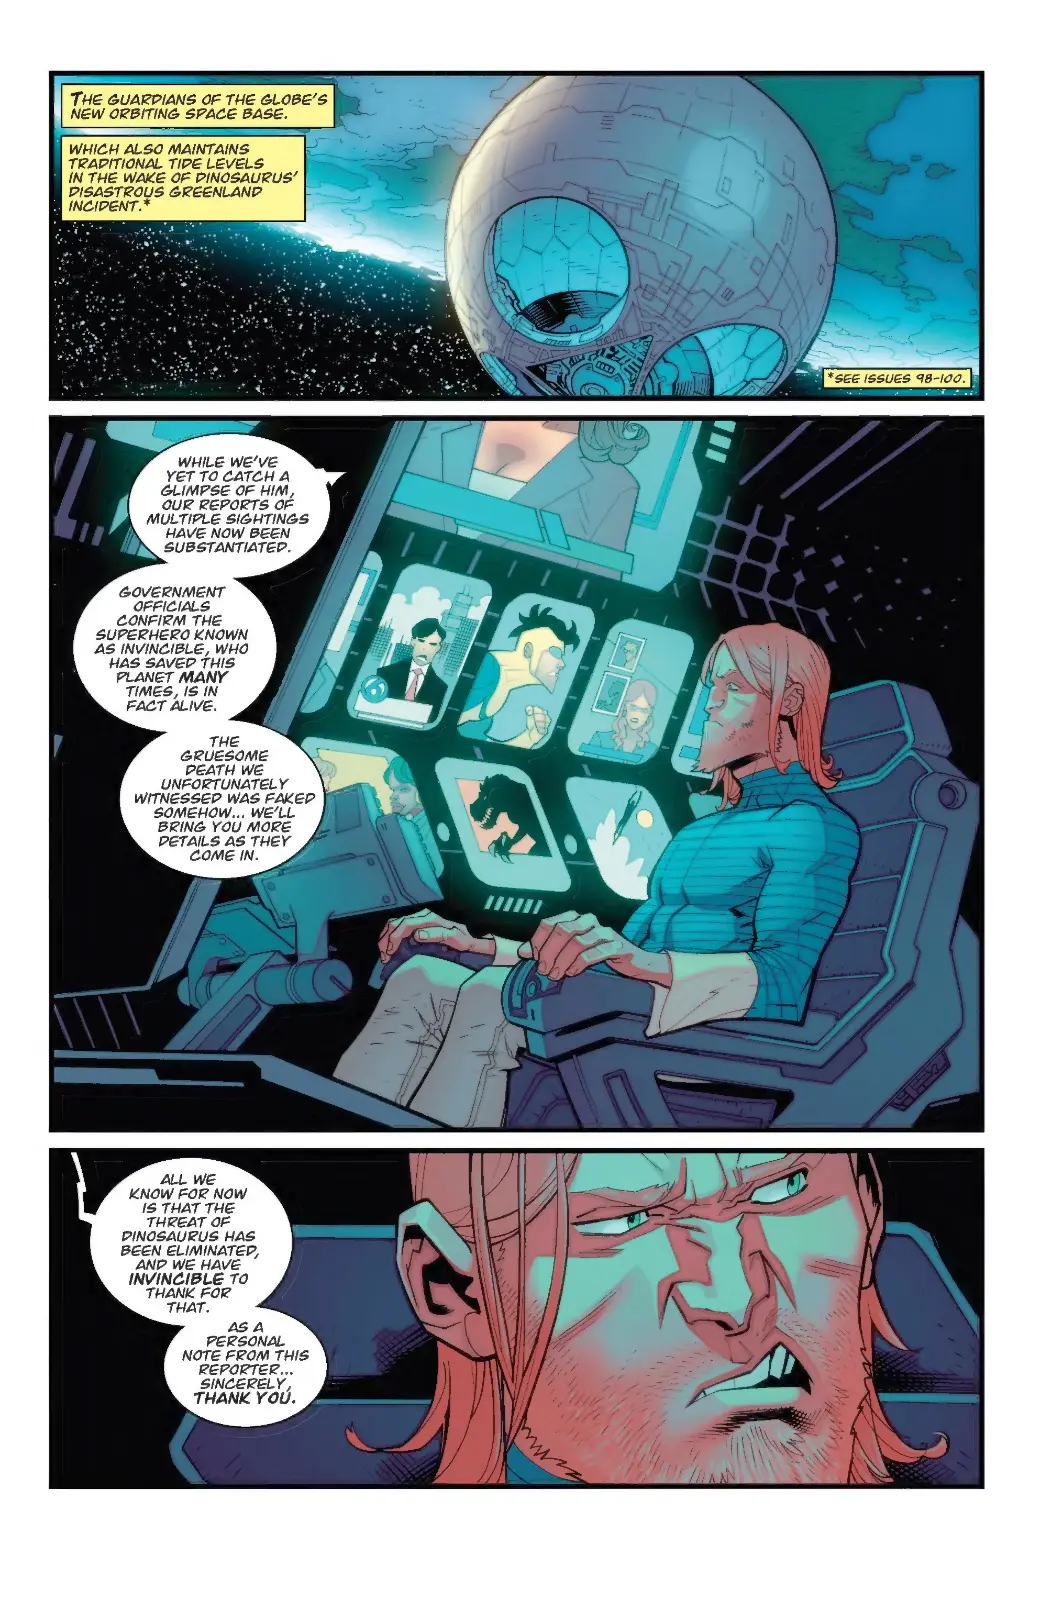 THE GUARDIANS OF THE GLOBE'S
NEW ORBITING SPACE BASE.
WHICH ALSO MAINTAINS
TRADITIONAL TIDE LEVELS
IN THE WAKE OF DINOSAURUS'
DISASTROUS GREENLAND
INCIDENT.*
*SEE ISSUES 98-100.
WHILE WE'VE
YET TO CATCH A
GLIMPSE OF HIM,
OUR REPORTS OF
MULTIPLE SIGHTINGS
HAVE NOW BEEN
SUBSTANTIATED.
GOVERNMENT
OFFICIALS
CONFIRM THE
SUPERHERO KNOWN
AS INVINCIBLE, WHO
HAS SAVED THIS
PLANET MANY
TIMES, IS IN
FACT ALIVE.
THE
GRUESOME
DEATH WE
UNFORTUNATELY
WITNESSED WAS FAKED
SOMEHOW... WE'LL
BRING YOU MORE
DETAILS AS THEY
COME IN.
6
ALL WE
KNOW FOR NOW
IS THAT THE
THREAT OF
DINOSAURUS HAS
BEEN ELIMINATED,
AND WE HAVE
INVINCIBLE TO
THANK FOR
THAT.
AS A
PERSONAL
NOTE FROM THIS
REPORTER...
SINCERELY,
THANK YOU.